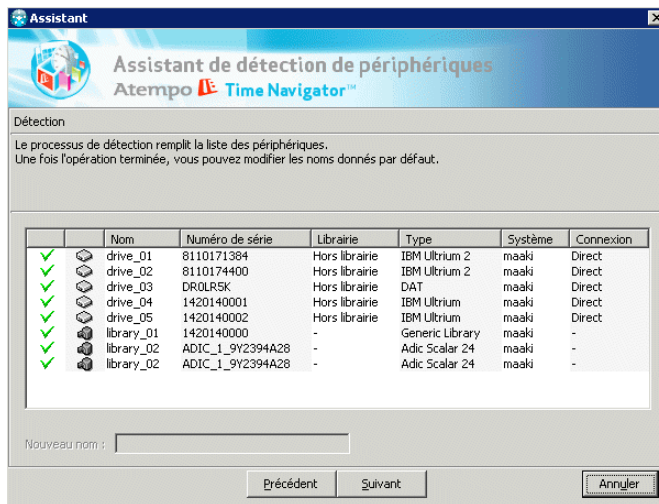 Assistant
Assistant de détection de périphériques
Atempo Time Navigator™
Détection
Le processus de détection remplit la liste des périphériques.
Une fois l'opération terminée, vous pouvez modifier les noms donnés par défaut.
Nom Numéro de série Librairie Type Système Connexion
drive_01 8110171384 Hors librairie IBM Ultrium 2 maaki Direct
drive_02 8110174400 Hors librairie IBM Ultrium 2 maaki Direct
drive_03 DR0LR5K Hors librairie DAT maaki Direct
drive_04 1420140001 Hors librairie IBM Ultrium maaki Direct
drive_05 1420140002 Hors librairie IBM Ultrium maaki Direct
library_01 1420140000 - Generic Library maaki -
library_02 ADIC_1_9Y2394A28 - Adic Scalar 24 maaki -
library_02 ADIC_1_9Y2394A28 - Adic Scalar 24 maaki -
Nouveau nom :
Précédent Suivant Annuler